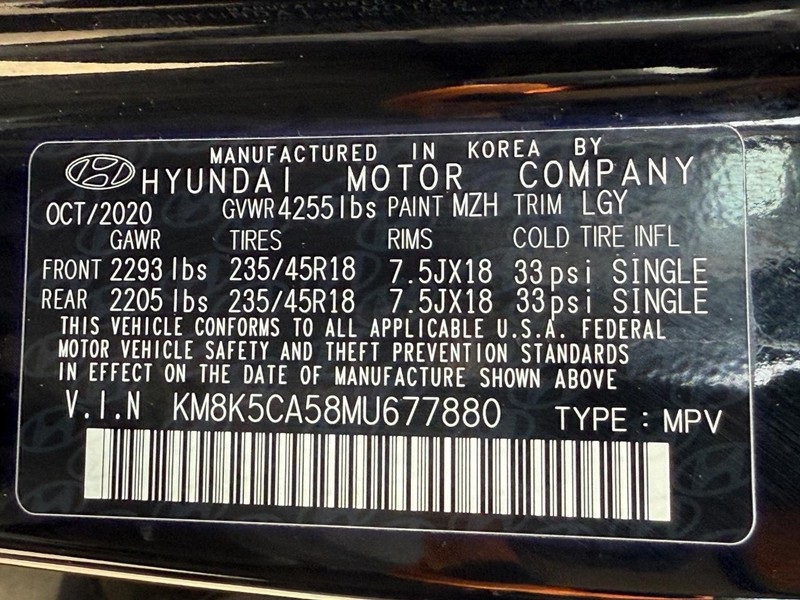 MANUFACTURED IN KOREA BY
HYUNDAI MOTOR COMPANY
OCT/2020 GVWR 4255lbs PAINT MZH TRIM LGY
GAWR TIRES RIMS COLD TIRE INFL
FRONT 2293 lbs 235/45R18 7.5JX18 33psi SINGLE
REAR 2205 lbs 235/45R18 7.5JX18 33psi SINGLE
THIS VEHICLE CONFORMS TO ALL APPLICABLE U.S.A. FEDERAL
MOTOR VEHICLE SAFETY AND THEFT PREVENTION STANDARDS
IN EFFECT ON THE DATE OF MANUFACTURE SHOWN ABOVE
V.I.N KM8K5CA58MU677880 TYPE : MPV